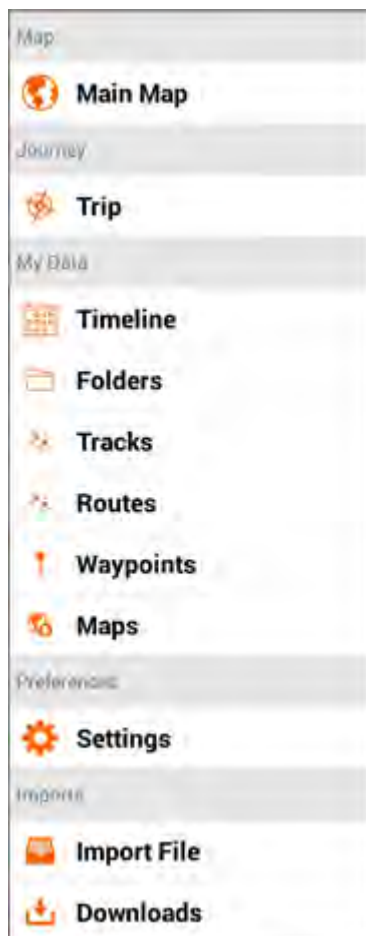 Map
Main Map
Journey
Trip
My Data
Timeline
Folders
Tracks
Routes
Waypoints
Maps
Preferences
Settings
Imports
Import File
Downloads